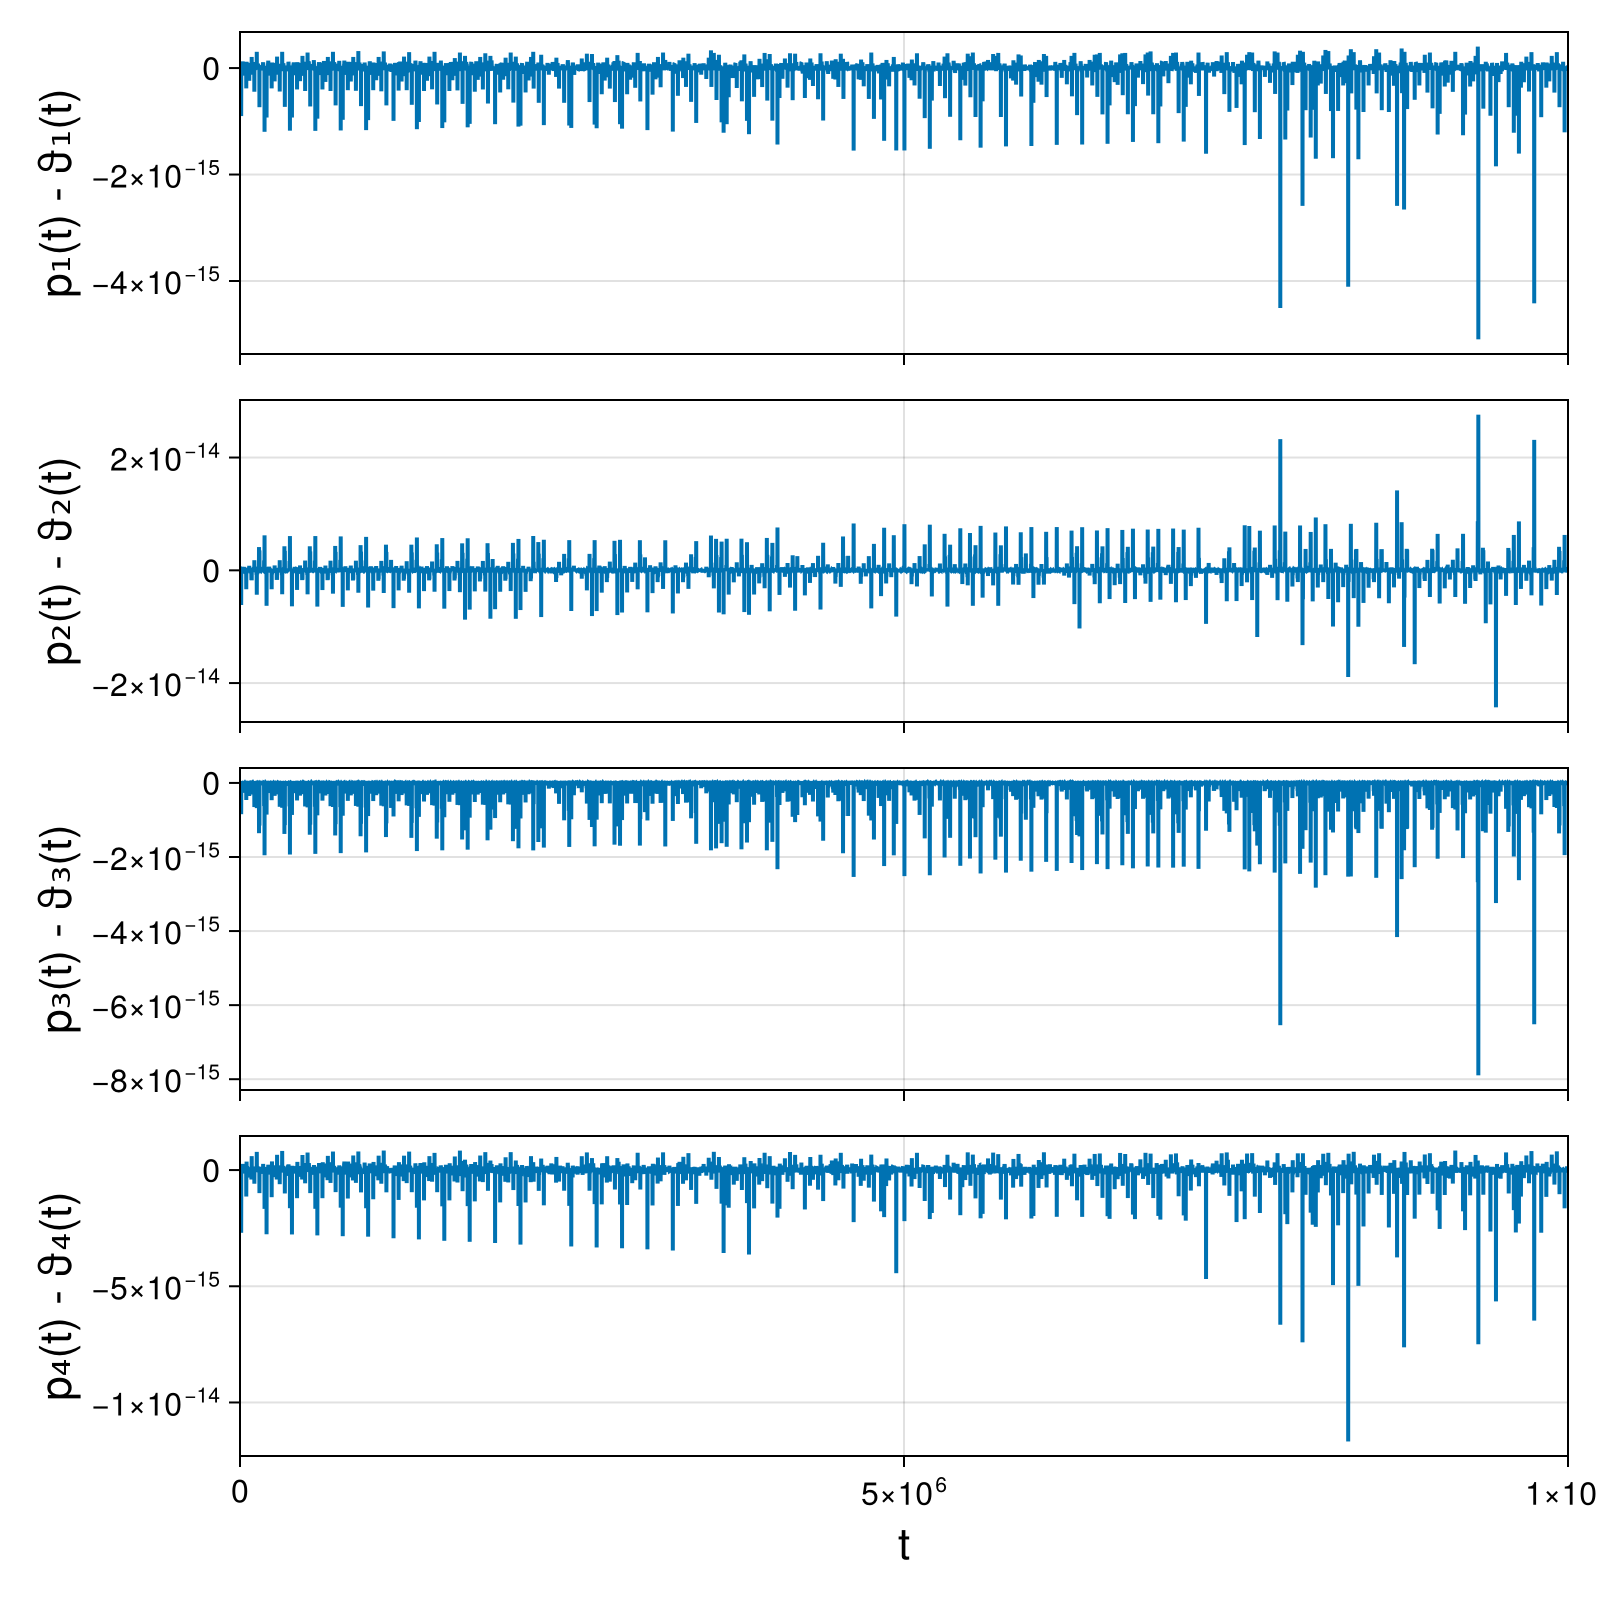 p₁(t) - ϑ₁(t)
0
−2×10⁻¹⁵
−4×10⁻¹⁵
p₂(t) - ϑ₂(t)
2×10⁻¹⁴
0
−2×10⁻¹⁴
p₃(t) - ϑ₃(t)
0
−2×10⁻¹⁵
−4×10⁻¹⁵
−6×10⁻¹⁵
−8×10⁻¹⁵
p₄(t) - ϑ₄(t)
0
−5×10⁻¹⁵
−1×10⁻¹⁴
0 5×10⁶ 1×10
t